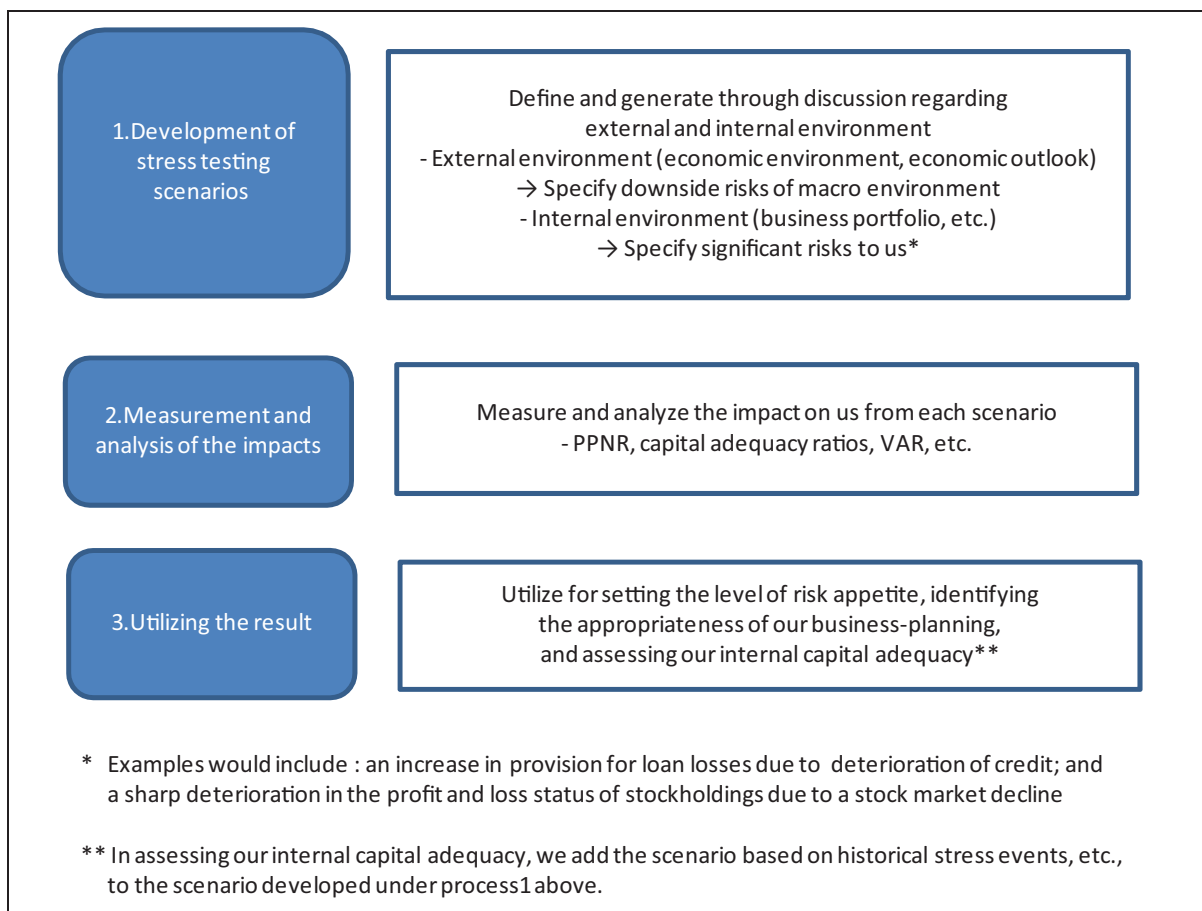 1.Development of
stress testing
scenarios
Define and generate through discussion regarding
external and internal environment
- External environment (economic environment, economic outlook)
→ Specify downside risks of macro environment
- Internal environment (business portfolio, etc.)
→ Specify significant risks to us*
2.Measurement and
analysis of the impacts
Measure and analyze the impact on us from each scenario
- PPNR, capital adequacy ratios, VAR, etc.
3.Utilizing the result
Utilize for setting the level of risk appetite, identifying
the appropriateness of our business-planning,
and assessing our internal capital adequacy**
* Examples would include : an increase in provision for loan losses due to deterioration of credit; and
a sharp deterioration in the profit and loss status of stockholdings due to a stock market decline
** In assessing our internal capital adequacy, we add the scenario based on historical stress events, etc.,
to the scenario developed under process1 above.